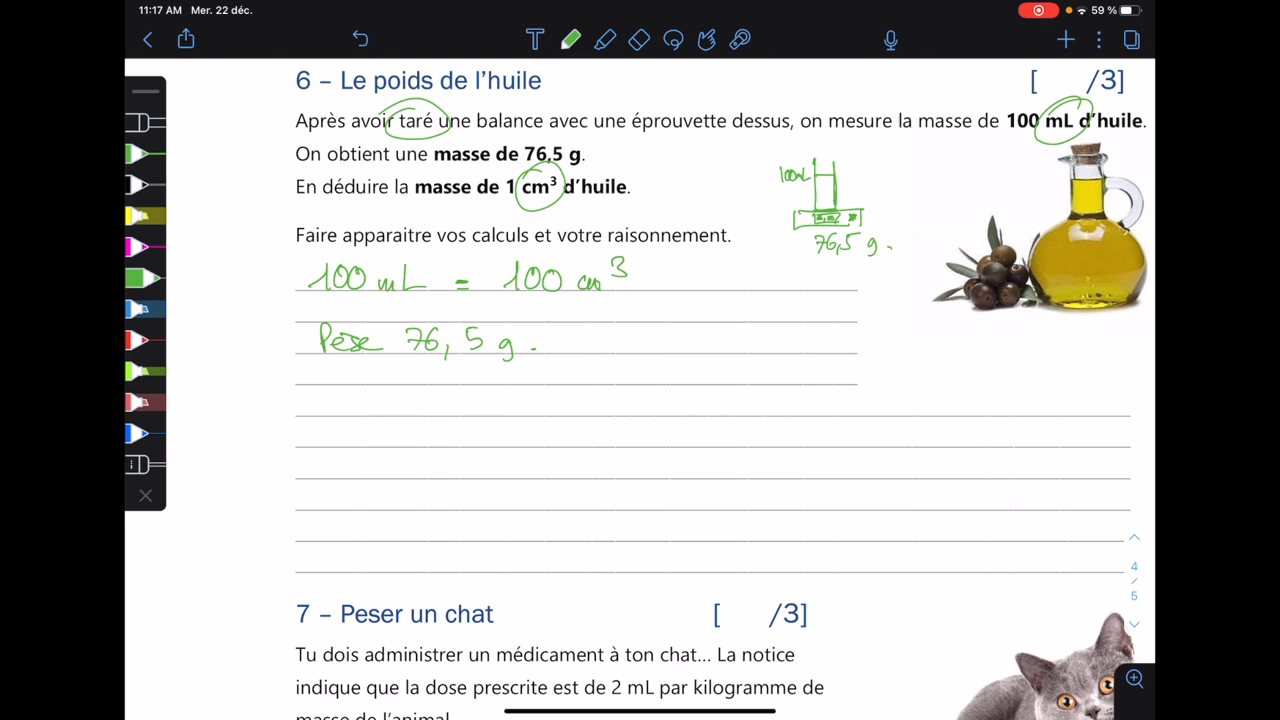 11:17 AM Mer. 22 déc.
59 %
6 – Le poids de l'huile [ /3]
Après avoir taré une balance avec une éprouvette dessus, on mesure la masse de 100 mL d'huile.
On obtient une masse de 76,5 g.
En déduire la masse de 1 cm³ d'huile.
100mL
76,5 g.
Faire apparaitre vos calculs et votre raisonnement.
100 mL = 100 cm³
Pèse 76,5 g.
4
/
5
7 – Peser un chat [ /3]
Tu dois administrer un médicament à ton chat... La notice
indique que la dose prescrite est de 2 mL par kilogramme de
masse de l'animal